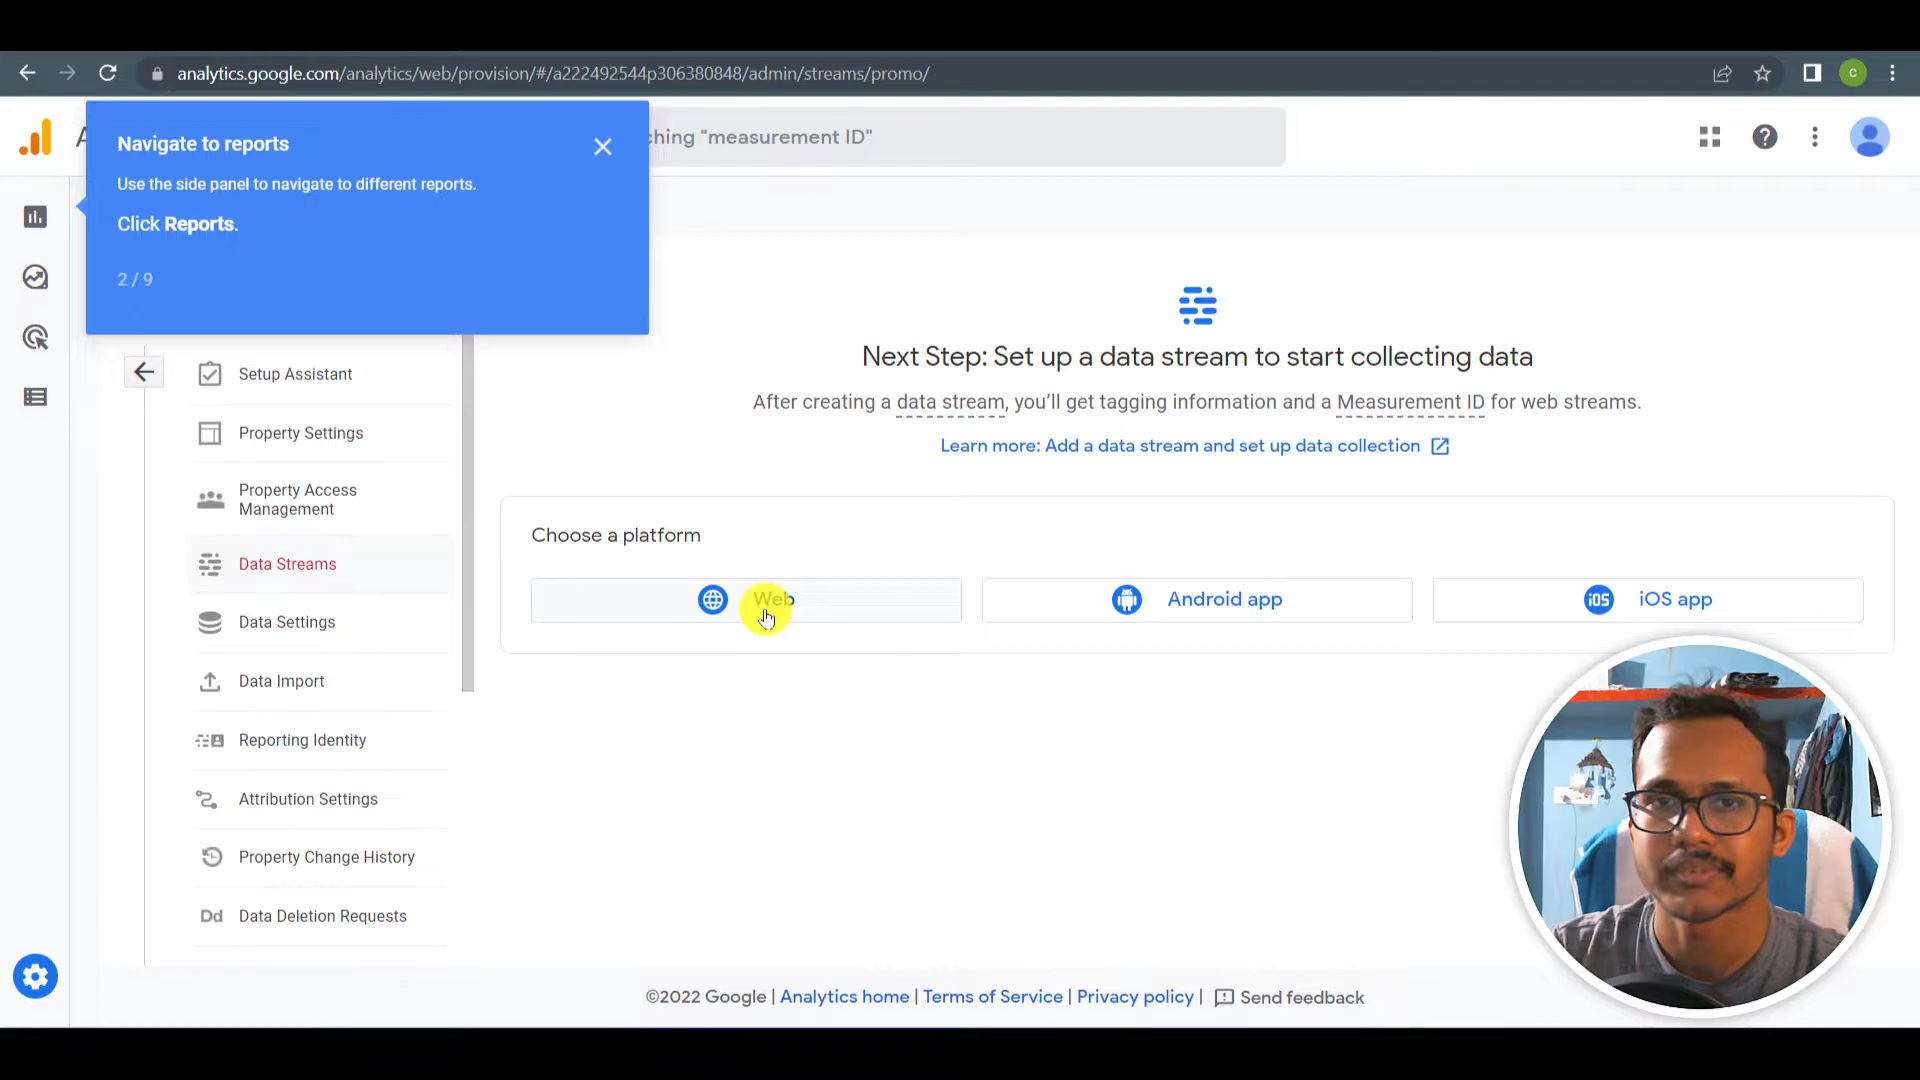 analytics.google.com/analytics/web/provision/#/a222492544p306380848/admin/streams/promo/
C
Navigate to reports
Use the side panel to navigate to different reports.
Click Reports.
2 / 9
ching "measurement ID"
Next Step: Set up a data stream to start collecting data
After creating a data stream, you'll get tagging information and a Measurement ID for web streams.
Learn more: Add a data stream and set up data collection
Choose a platform
Web
Android app
iOS
iOS app
Setup Assistant
Property Settings
Property Access
Management
Data Streams
Data Settings
Data Import
Reporting Identity
Attribution Settings
Property Change History
Dd Data Deletion Requests
©2022 Google | Analytics home | Terms of Service | Privacy policy | Send feedback